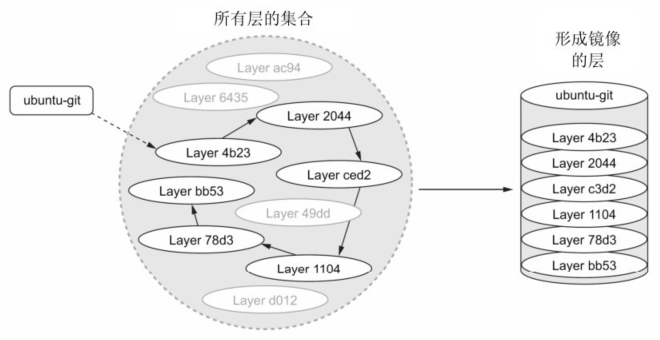 所有层的集合
形成镜像
的层
ubuntu-git
Layer ac94
Layer 6435
Layer 2044
Layer 4b23
Layer ced2
Layer bb53
Layer 49dd
Layer 78d3
Layer 1104
Layer d012
ubuntu-git
Layer 4b23
Layer 2044
Layer c3d2
Layer 1104
Layer 78d3
Layer bb53